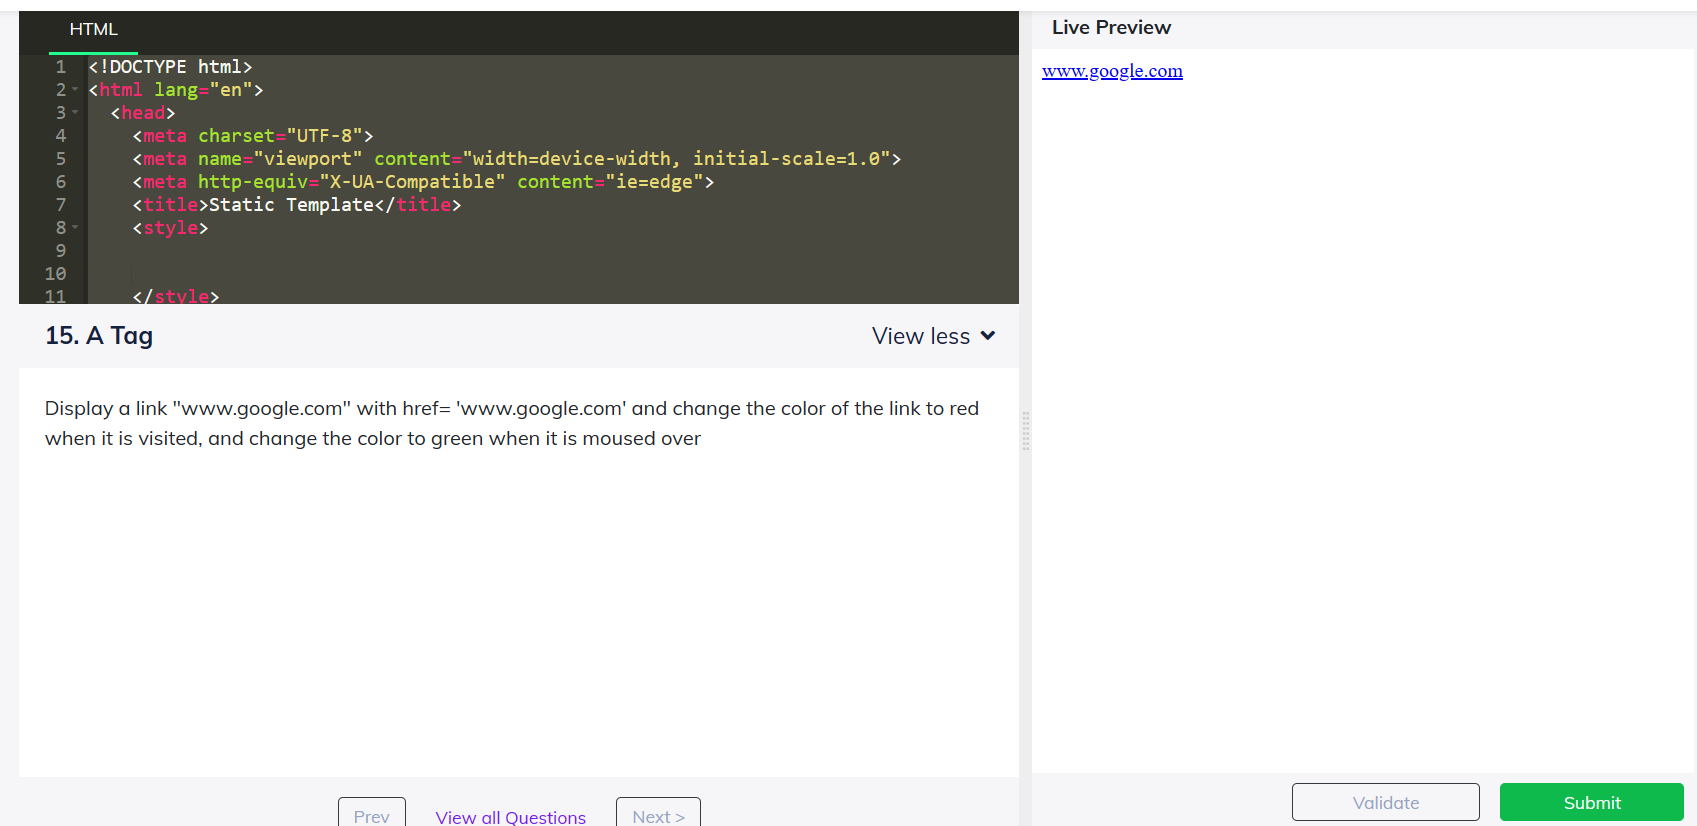 HTML
Live Preview
1 <!DOCTYPE html>
2 <html lang="en">
3 <head>
4 <meta charset="UTF-8">
5 <meta name="viewport" content="width=device-width, initial-scale=1.0">
6 <meta http-equiv="X-UA-Compatible" content="ie=edge">
7 <title>Static Template</title>
8 <style>
9
10
11 </style>
www.google.com
15. A Tag
View less
Display a link "www.google.com" with href= 'www.google.com' and change the color of the link to red
when it is visited, and change the color to green when it is moused over
Prev
View all Questions
Next >
Validate
Submit